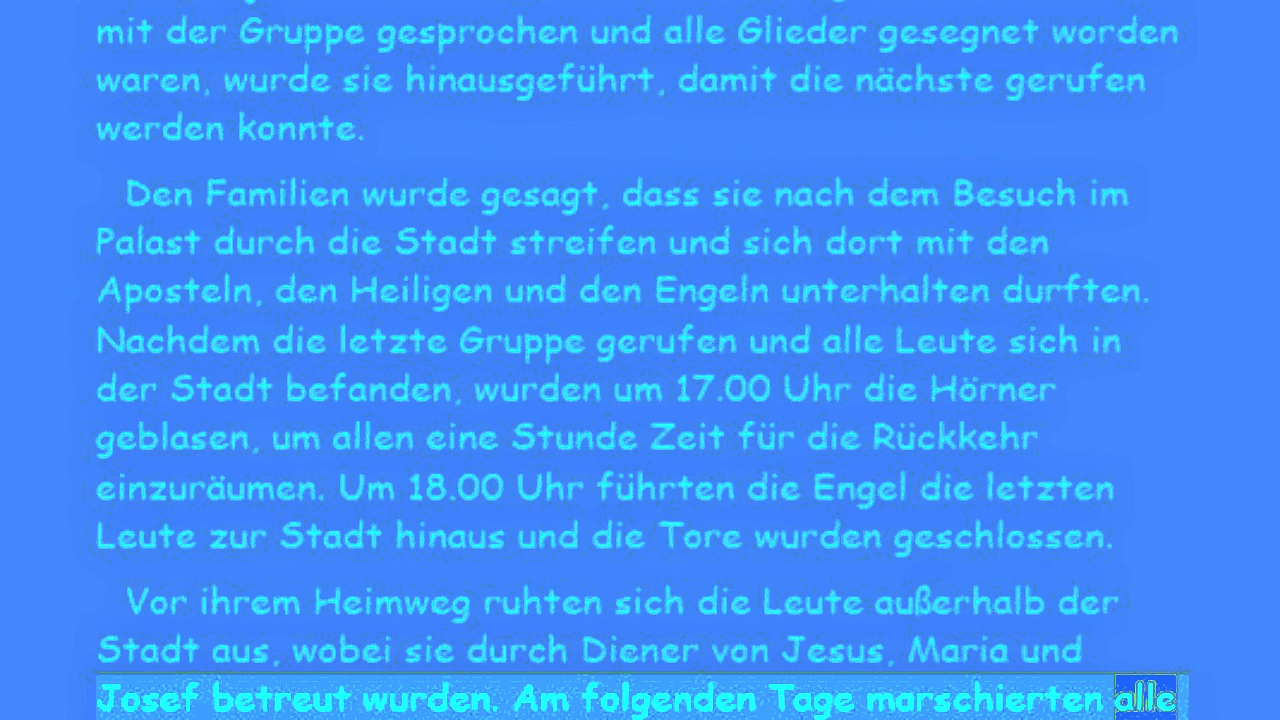 mit der Gruppe gesprochen und alle Glieder gesegnet worden
waren, wurde sie hinausgeführt, damit die nächste gerufen
werden konnte.
Den Familien wurde gesagt, dass sie nach dem Besuch im
Palast durch die Stadt streifen und sich dort mit den
Aposteln, den Heiligen und den Engeln unterhalten durften.
Nachdem die letzte Gruppe gerufen und alle Leute sich in
der Stadt befanden, wurden um 17.00 Uhr die Hörner
geblasen, um allen eine Stunde Zeit für die Rückkehr
einzuräumen. Um 18.00 Uhr führten die Engel die letzten
Leute zur Stadt hinaus und die Tore wurden geschlossen.
Vor ihrem Heimweg ruhten sich die Leute außerhalb der
Stadt aus, wobei sie durch Diener von Jesus, Maria und
Josef betreut wurden. Am folgenden Tage marschierten alle